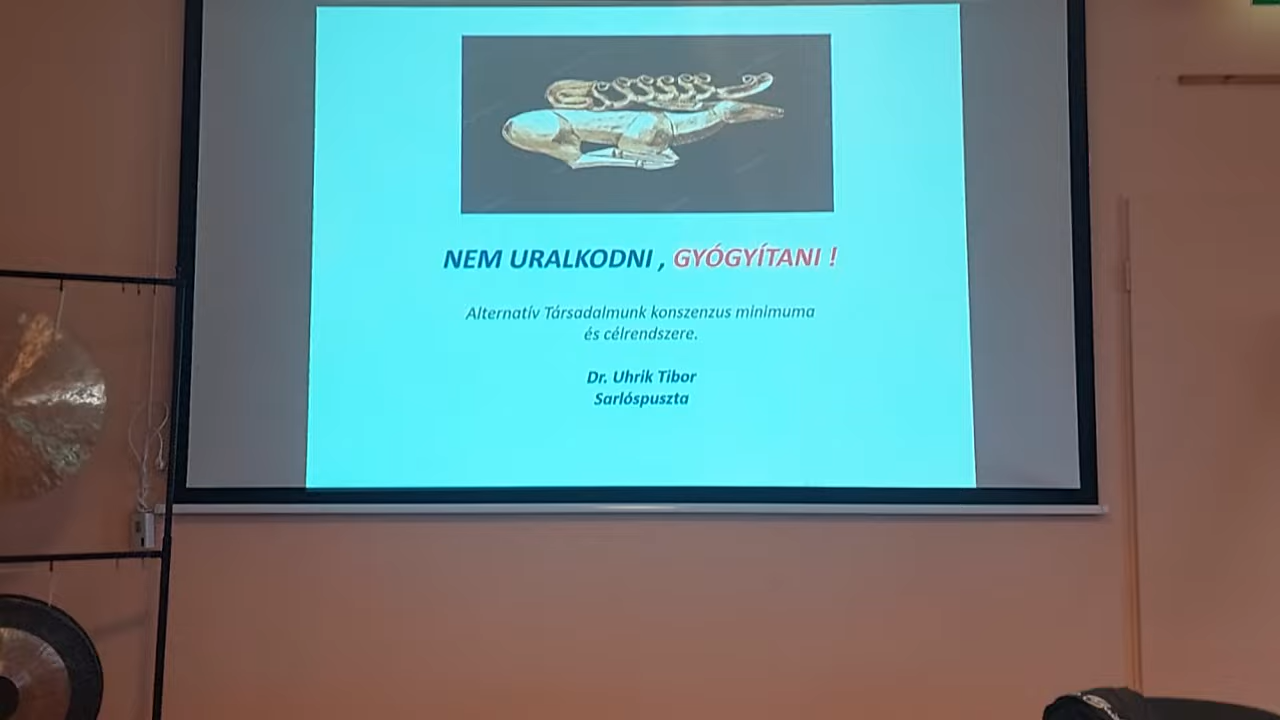 NEM URALKODNI , GYÓGYÍTANI !
Alternatív Társadalmunk konszenzus minimuma
és célrendszere.
Dr. Uhrik Tibor
Sarlóspuszta